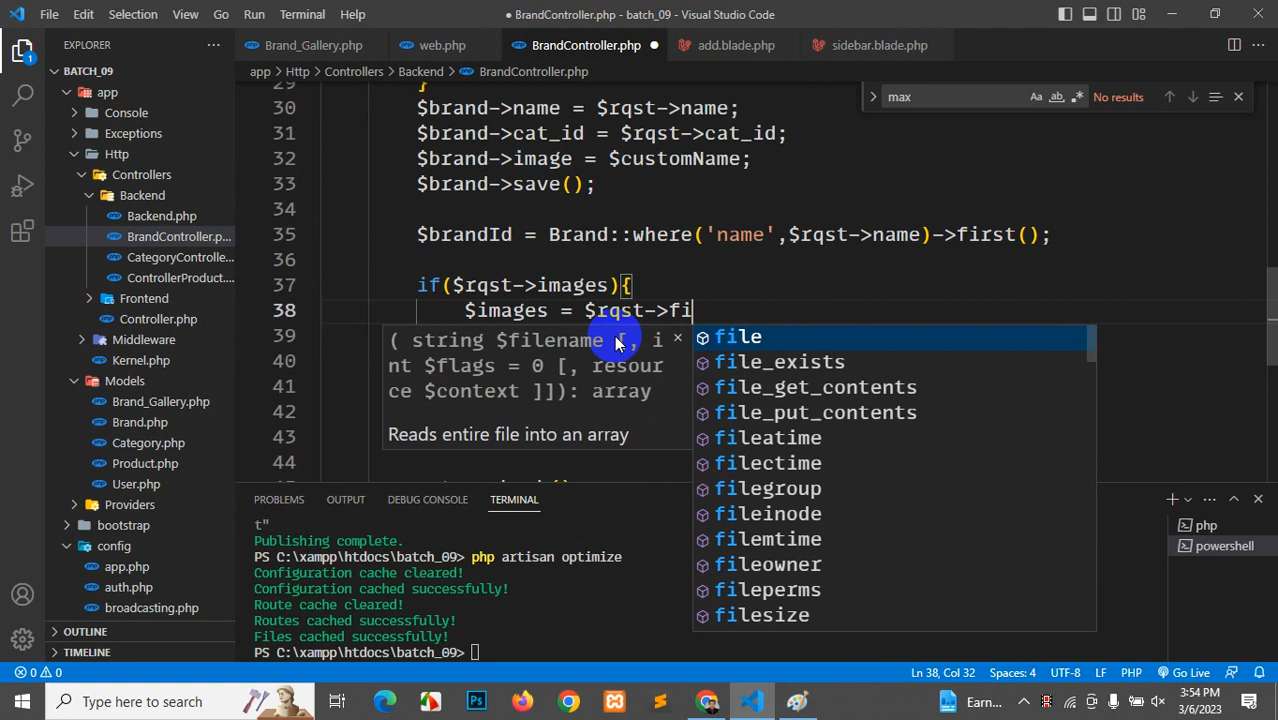 File Edit Selection View Go Run Terminal Help
● BrandController.php - batch_09 - Visual Studio Code
EXPLORER
Brand_Gallery.php web.php BrandController.php ● add.blade.php sidebar.blade.php
BATCH_09
app > Http > Controllers > Backend > BrandController.php
app
Console
Exceptions
Http
Controllers
Backend
Backend.php
BrandController.p...
CategoryControlle...
ControllerProduct....
Frontend
Controller.php
Middleware
Kernel.php
Models
Brand_Gallery.php
Brand.php
Category.php
Product.php
User.php
Providers
bootstrap
config
app.php
auth.php
broadcasting.php
OUTLINE
TIMELINE
max
Aa ab .* No results
29 }
30 $brand->name = $rqst->name;
31 $brand->cat_id = $rqst->cat_id;
32 $brand->image = $customName;
33 $brand->save();
34
35 $brandId = Brand::where('name',$rqst->name)->first();
36
37 if($rqst->images){
38 $images = $rqst->fi
39
40
41
42
43
44
( string $filename [, i
nt $flags = 0 [, resour
ce $context ]]): array
Reads entire file into an array
file
file_exists
file_get_contents
file_put_contents
fileatime
filectime
filegroup
fileinode
filemtime
fileowner
fileperms
filesize
PROBLEMS OUTPUT DEBUG CONSOLE TERMINAL
t"
Publishing complete.
PS C:\xampp\htdocs\batch_09> php artisan optimize
Configuration cache cleared!
Configuration cached successfully!
Route cache cleared!
Routes cached successfully!
Files cached successfully!
PS C:\xampp\htdocs\batch_09>
php
powershell
0 0
Ln 38, Col 32 Spaces: 4 UTF-8 LF PHP Go Live
1
Type here to search
Ps
Earn...
3:54 PM
3/6/2023